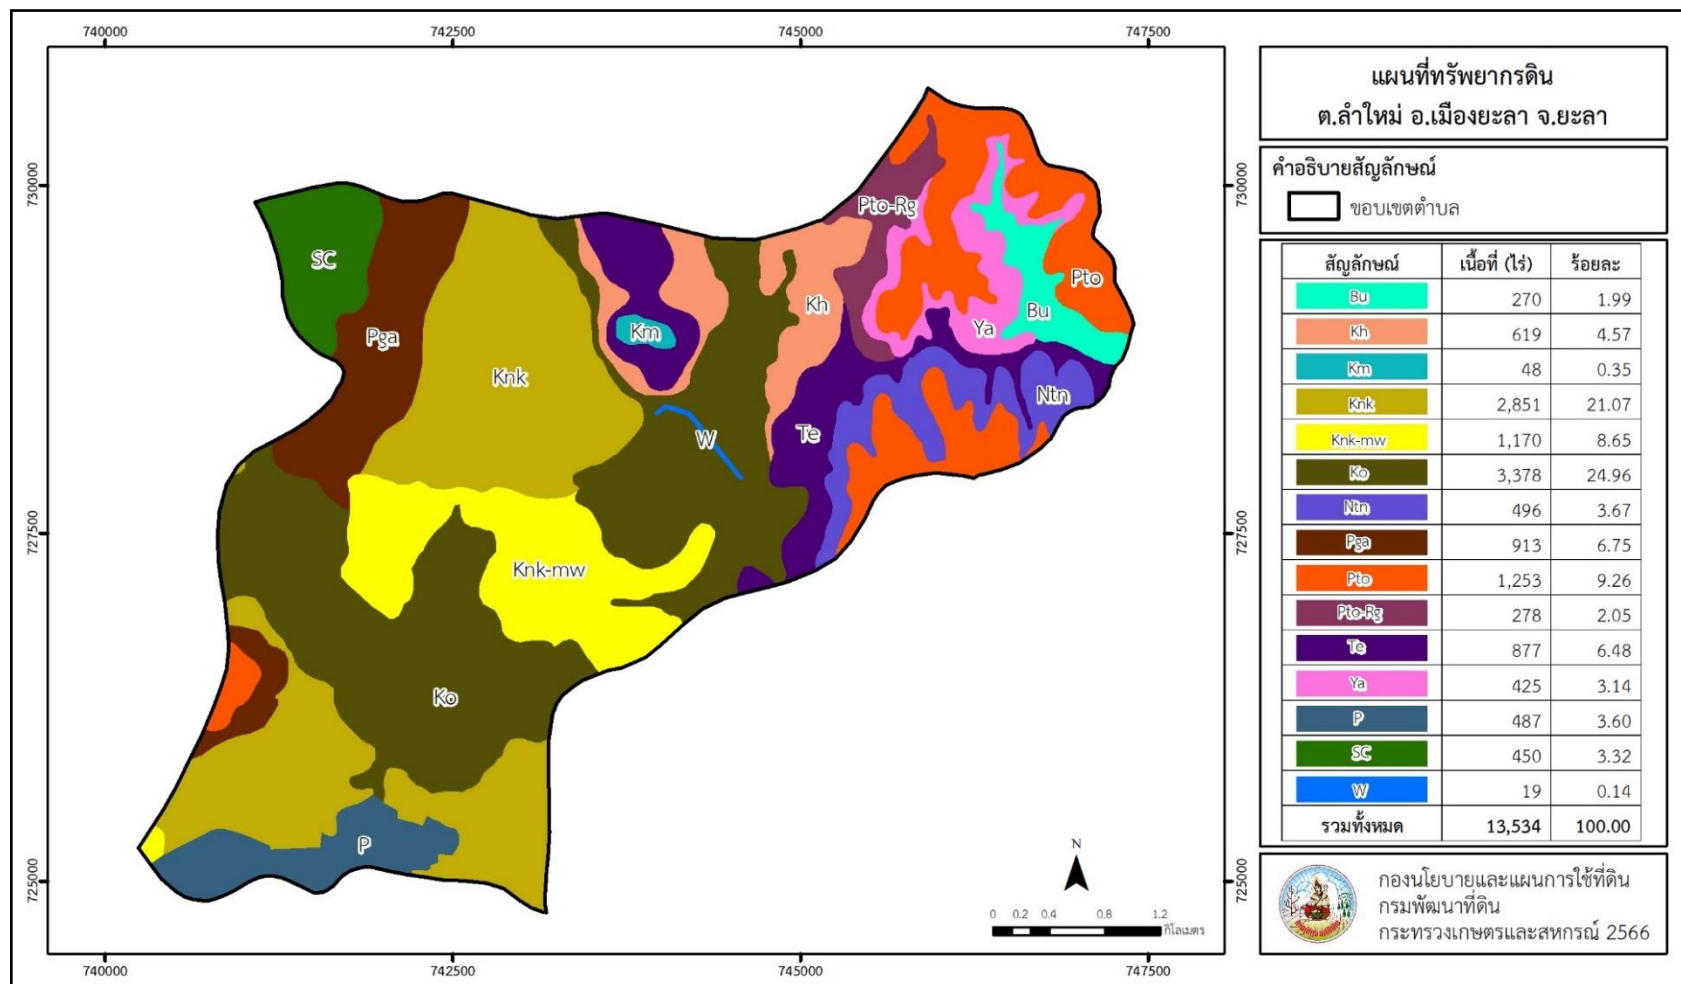 740000
742500
745000
747500
730000
730000
727500
727500
725000
725000
SC
Pga
Knk
Km
Kh
Pto-Rg
Pto
Bu
Ya
Ntn
Te
W
Knk-mw
Ko
P
N
0 0.2 0.4 0.8 1.2
กิโลเมตร
740000
742500
745000
747500
แผนที่ทรัพยากรดิน
ต.ลำใหม่ อ.เมืองยะลา จ.ยะลา
คำอธิบายสัญลักษณ์
ขอบเขตตำบล
สัญลักษณ์ เนื้อที่ (ไร่) ร้อยละ
Bu 270 1.99
Kh 619 4.57
Km 48 0.35
Knk 2,851 21.07
Knk-mw 1,170 8.65
Ko 3,378 24.96
Ntn 496 3.67
Pga 913 6.75
Pto 1,253 9.26
Pto-Rg 278 2.05
Te 877 6.48
Ya 425 3.14
P 487 3.60
SC 450 3.32
W 19 0.14
รวมทั้งหมด 13,534 100.00
กองนโยบายและแผนการใช้ที่ดิน
กรมพัฒนาที่ดิน
กระทรวงเกษตรและสหกรณ์ 2566